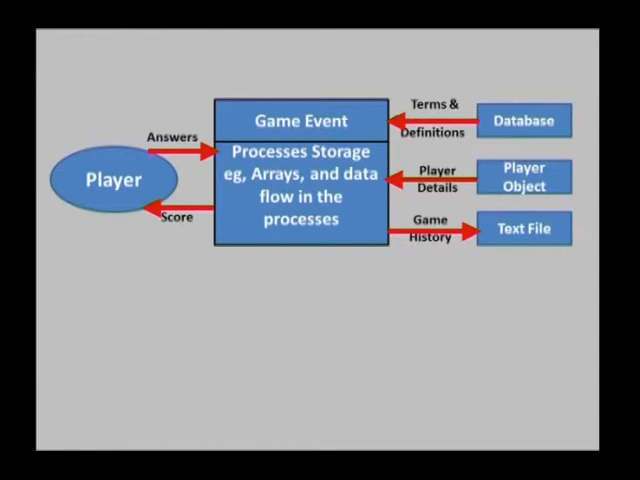 Player
Answers
Score
Game Event
Processes Storage
eg, Arrays, and data
flow in the
processes
Terms &
Definitions
Database
Player
Details
Player
Object
Game
History
Text File